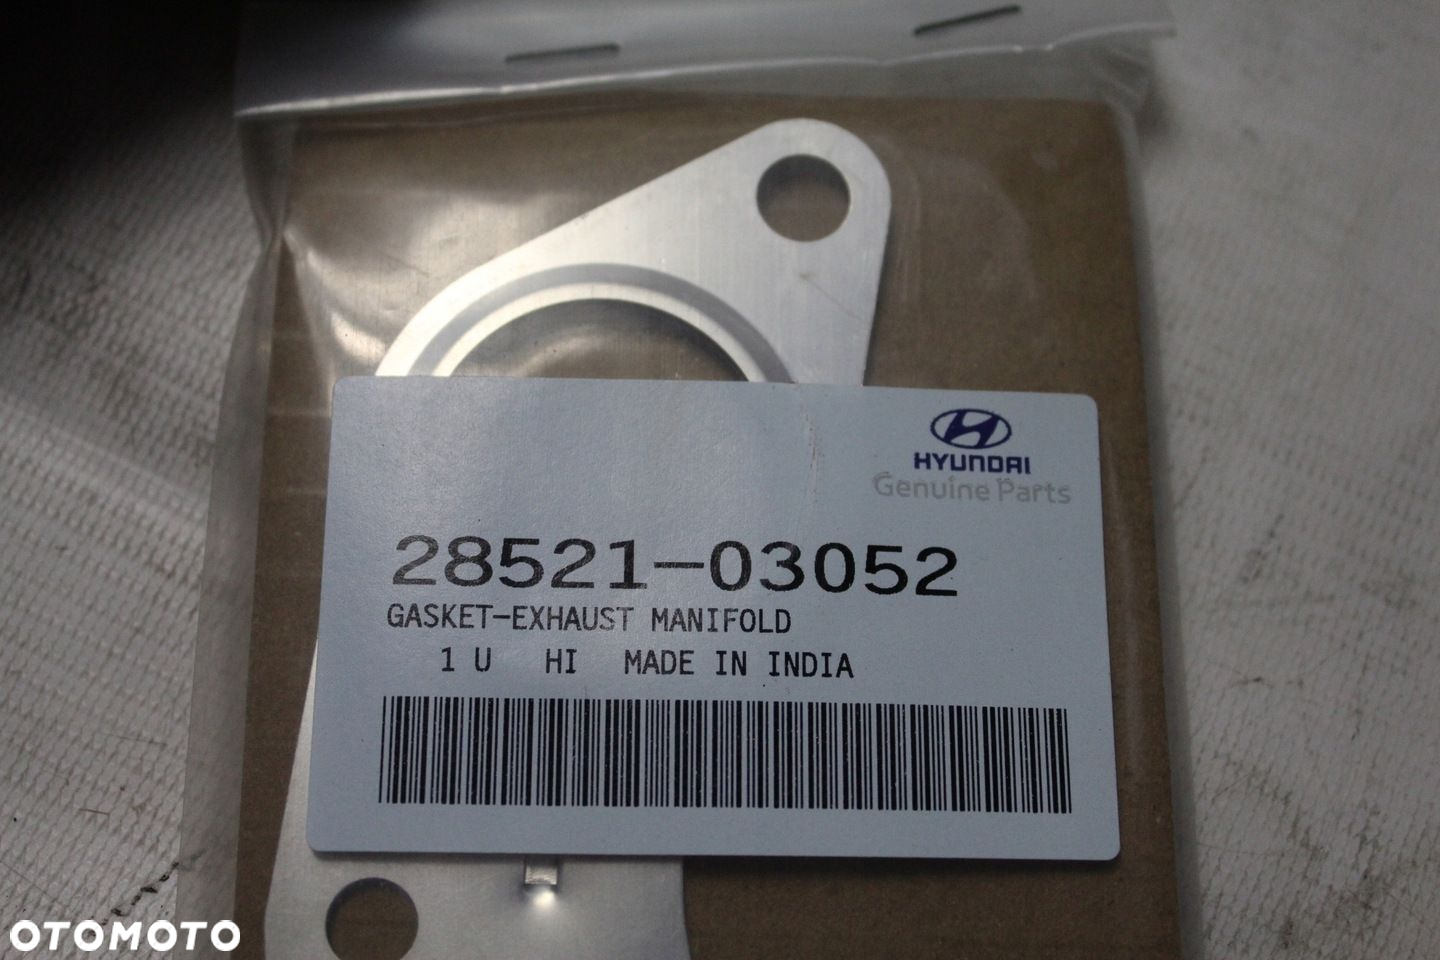 HYUNDAI
Genuine Parts
28521-03052
GASKET-EXHAUST MANIFOLD
1 U HI MADE IN INDIA
OTOMOTO